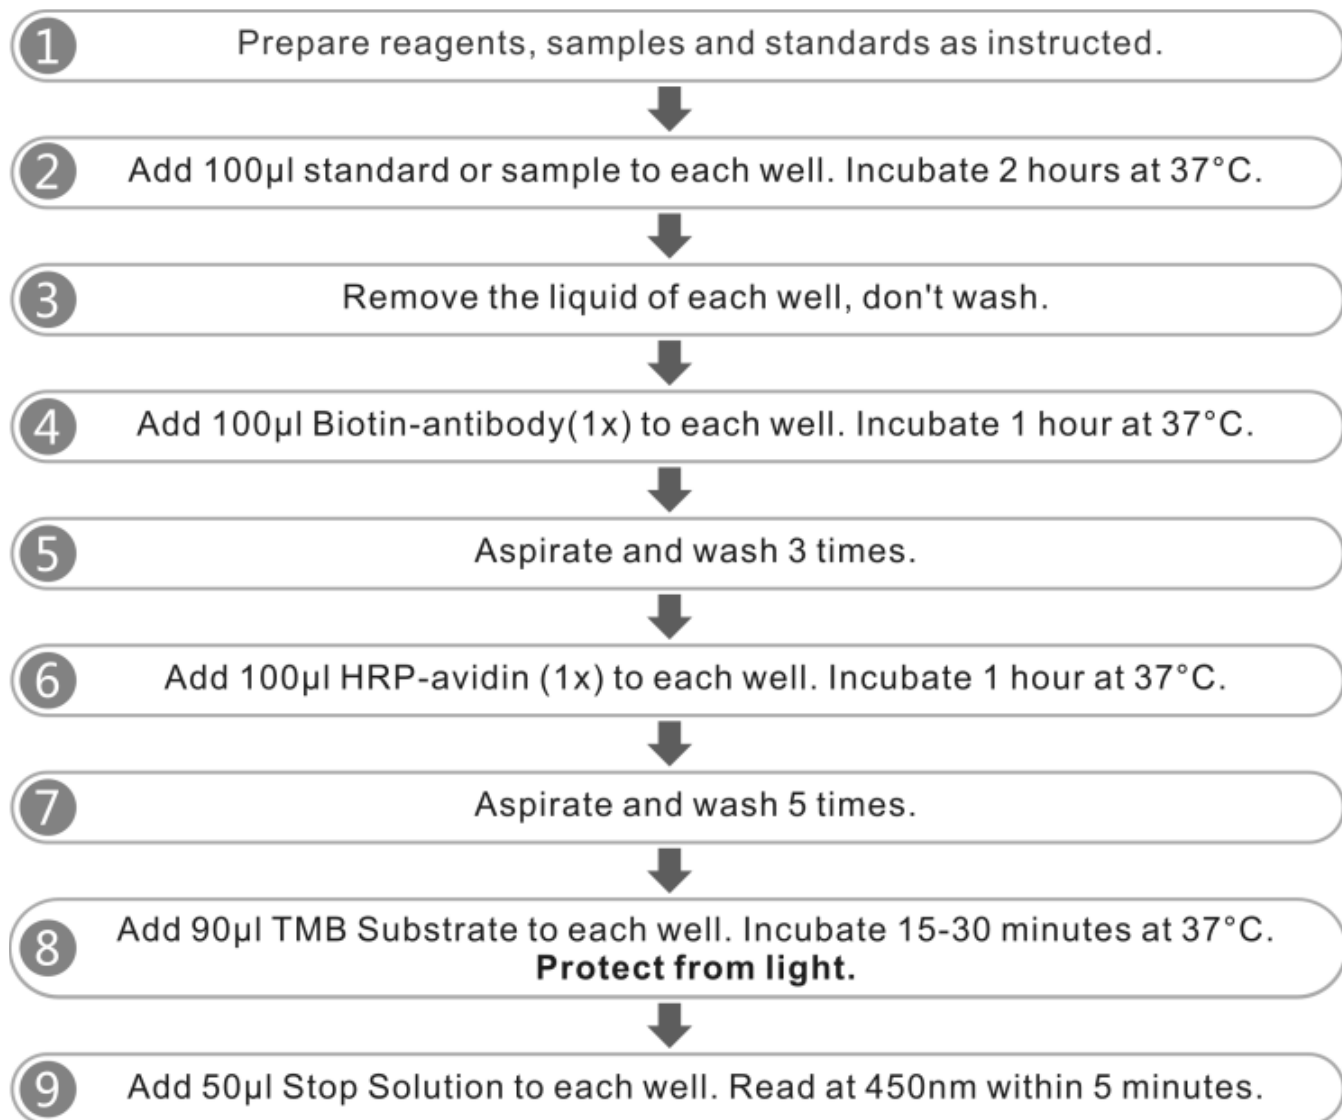 1 Prepare reagents, samples and standards as instructed.
2 Add 100μl standard or sample to each well. Incubate 2 hours at 37°C.
3 Remove the liquid of each well, don't wash.
4 Add 100μl Biotin-antibody(1x) to each well. Incubate 1 hour at 37°C.
5 Aspirate and wash 3 times.
6 Add 100μl HRP-avidin (1x) to each well. Incubate 1 hour at 37°C.
7 Aspirate and wash 5 times.
8 Add 90μl TMB Substrate to each well. Incubate 15-30 minutes at 37°C.
Protect from light.
9 Add 50μl Stop Solution to each well. Read at 450nm within 5 minutes.